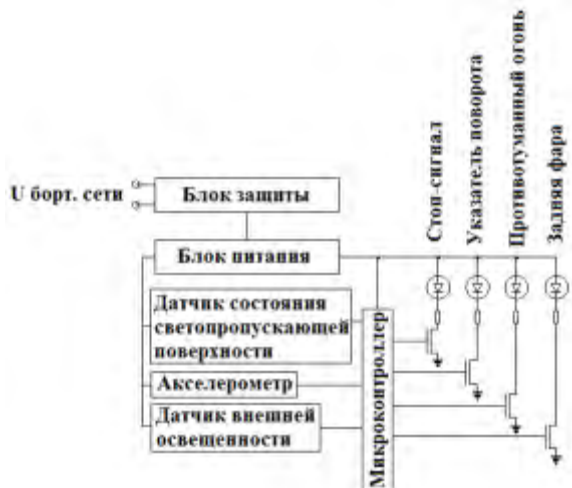 U борт. сети
Блок защиты
Блок питания
Датчик состояния
светопропускающей
поверхности
Акселерометр
Датчик внешней
освещенности
Микроконтроллер
Стоп-сигнал
Указатель поворота
Противотуманный огонь
Задняя фара